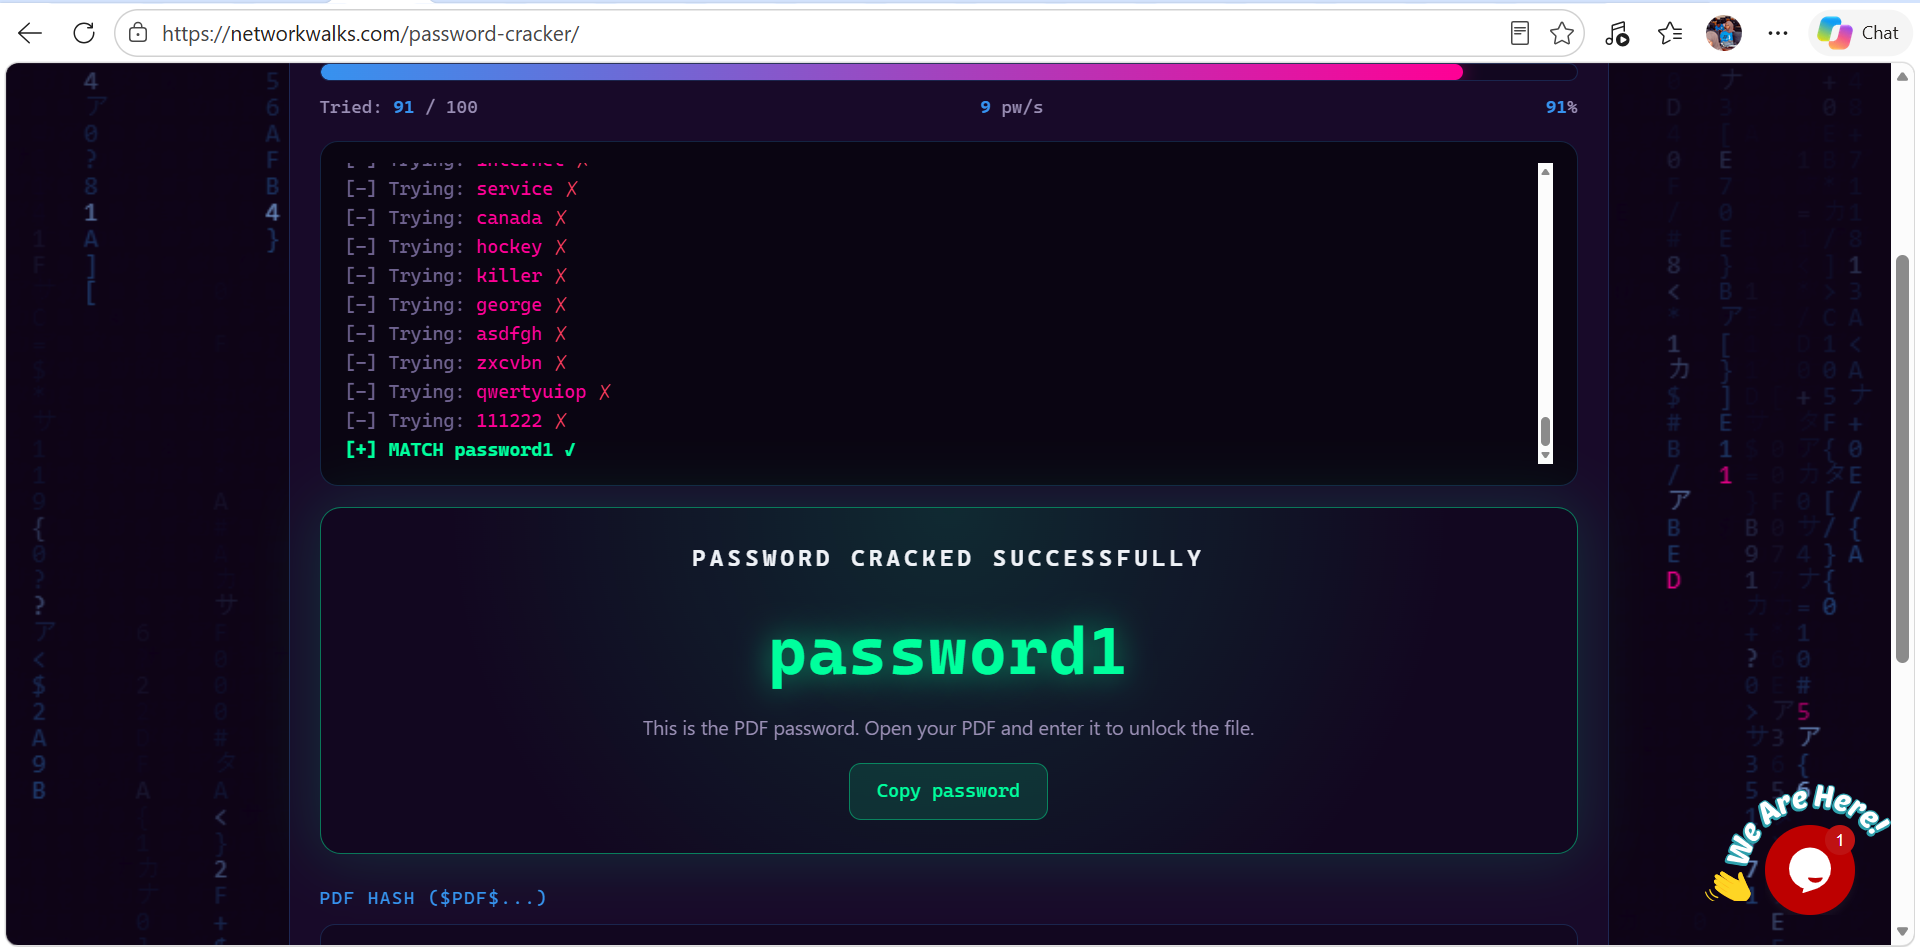 https://networkwalks.com/password-cracker/
Chat
Tried: 91 / 100
9 pw/s
91%
[−] Trying: internet ✗
[−] Trying: service ✗
[−] Trying: canada ✗
[−] Trying: hockey ✗
[−] Trying: killer ✗
[−] Trying: george ✗
[−] Trying: asdfgh ✗
[−] Trying: zxcvbn ✗
[−] Trying: qwertyuiop ✗
[−] Trying: 111222 ✗
[+] MATCH password1 ✓
PASSWORD CRACKED SUCCESSFULLY
password1
This is the PDF password. Open your PDF and enter it to unlock the file.
Copy password
PDF HASH ($PDF$...)
We Are Here!
1